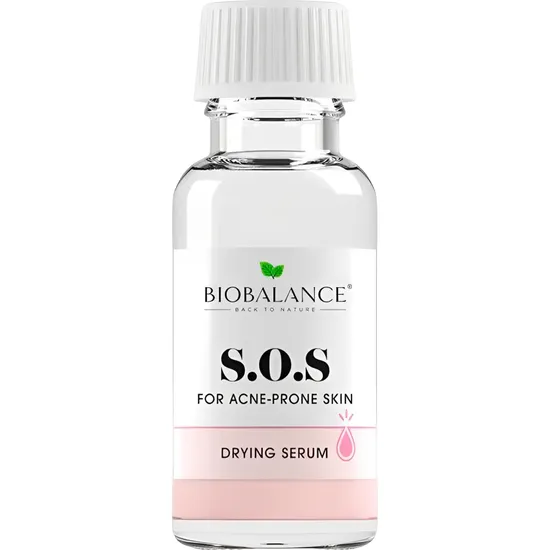 BIOBALANCE®
BACK TO NATURE
S.O.S
FOR ACNE-PRONE SKIN
DRYING SERUM